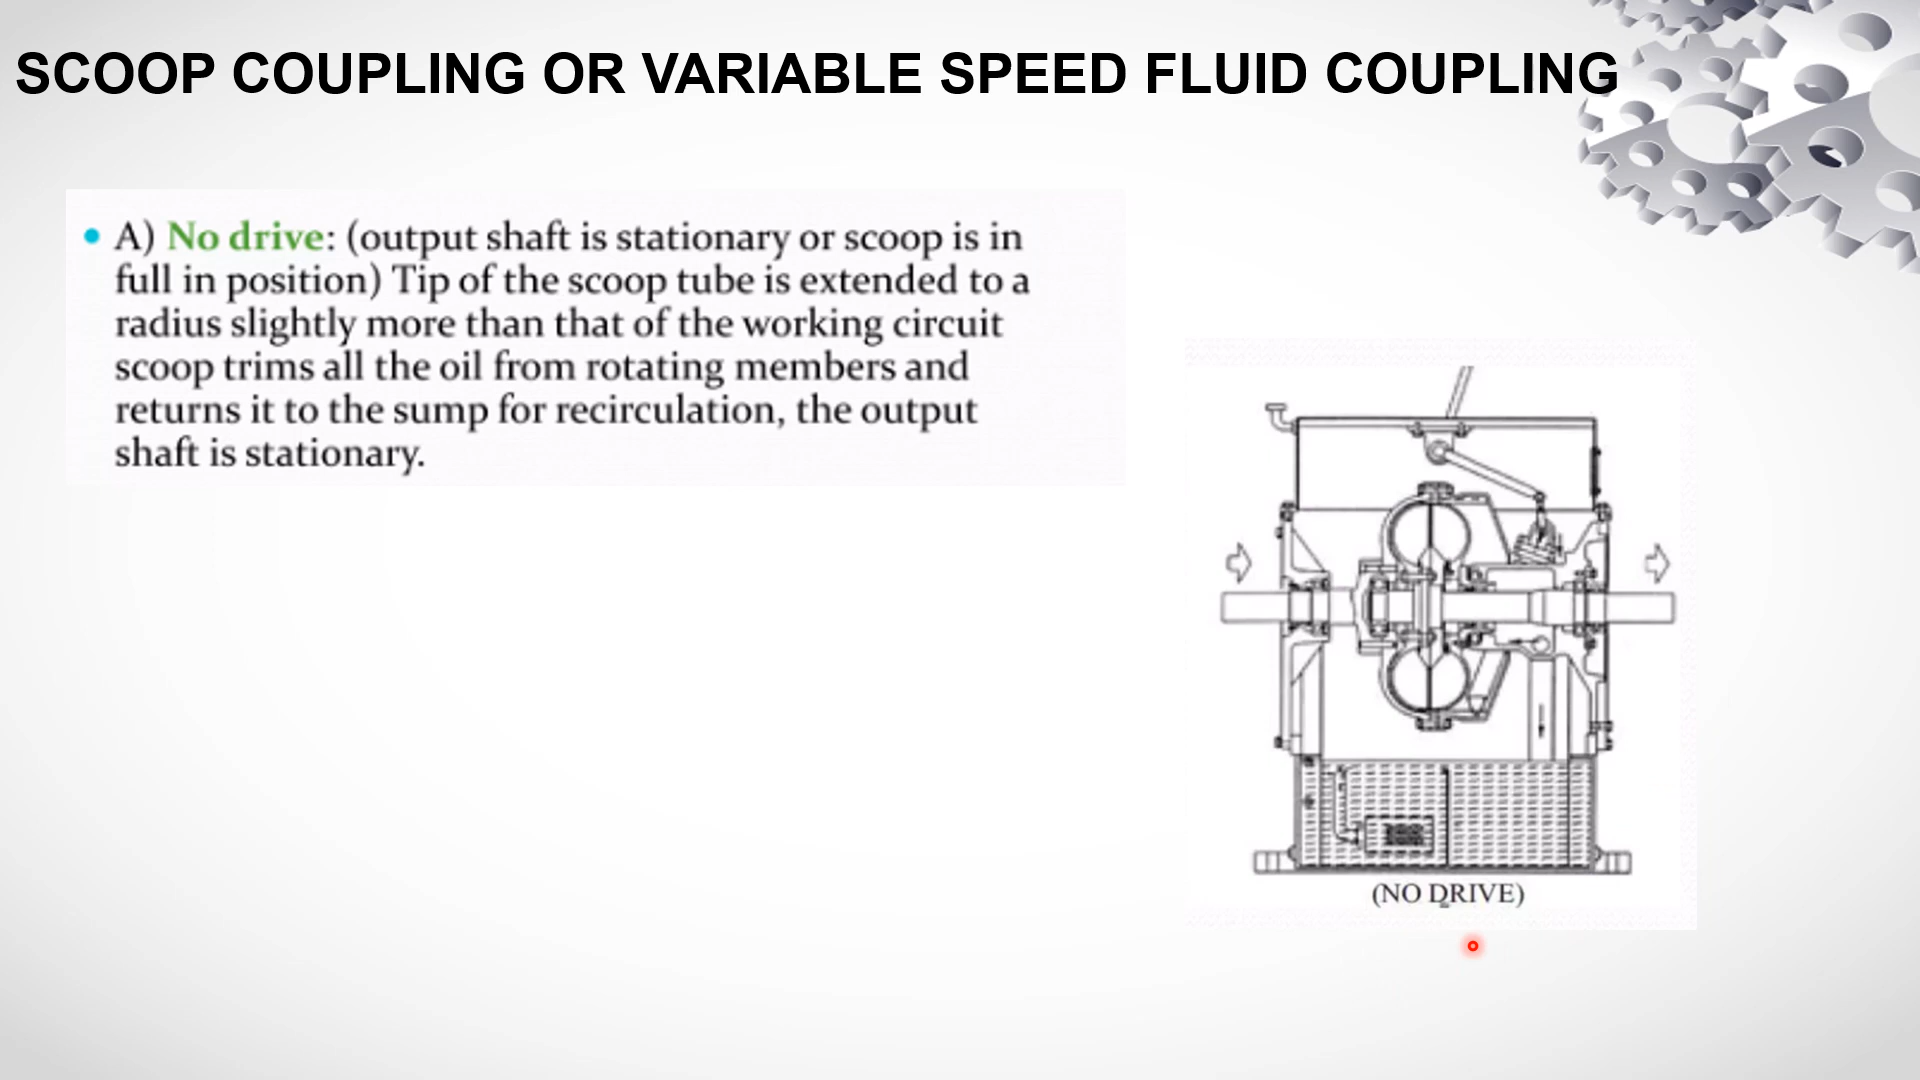 SCOOP COUPLING OR VARIABLE SPEED FLUID COUPLING
• A) No drive: (output shaft is stationary or scoop is in
full in position) Tip of the scoop tube is extended to a
radius slightly more than that of the working circuit
scoop trims all the oil from rotating members and
returns it to the sump for recirculation, the output
shaft is stationary.
(NO DRIVE)